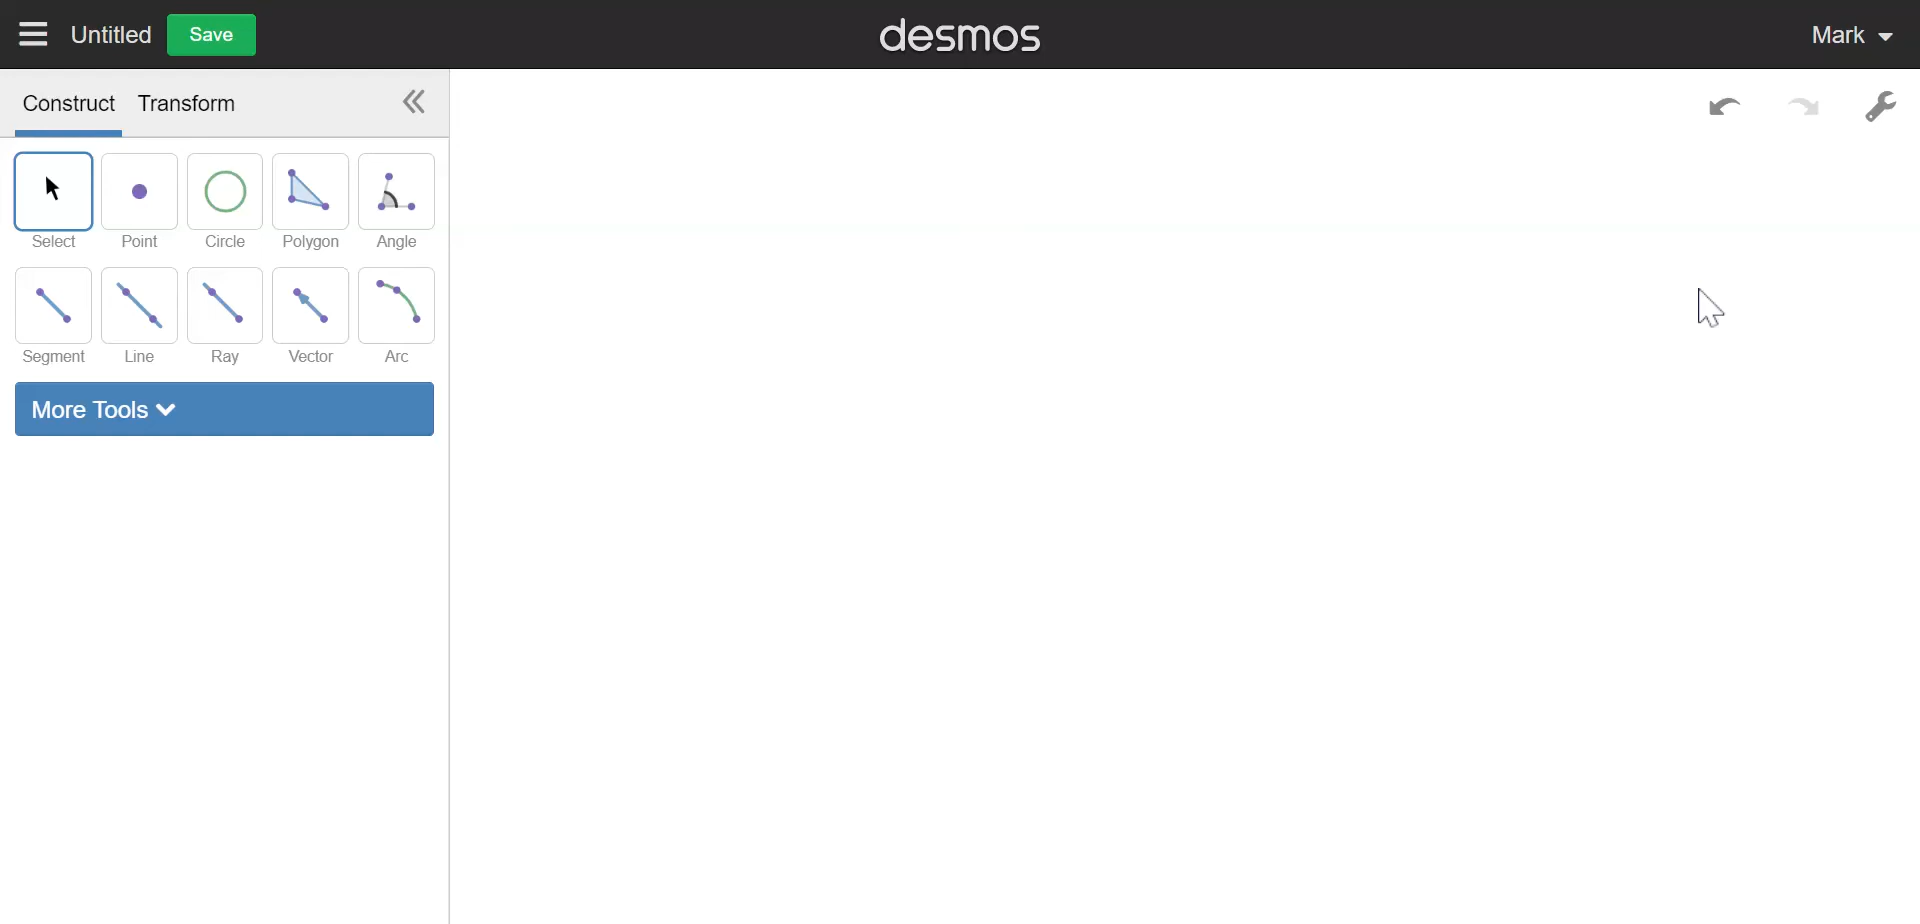 Untitled Save desmos Mark
Construct Transform
Select Point Circle Polygon Angle
Segment Line Ray Vector Arc
More Tools